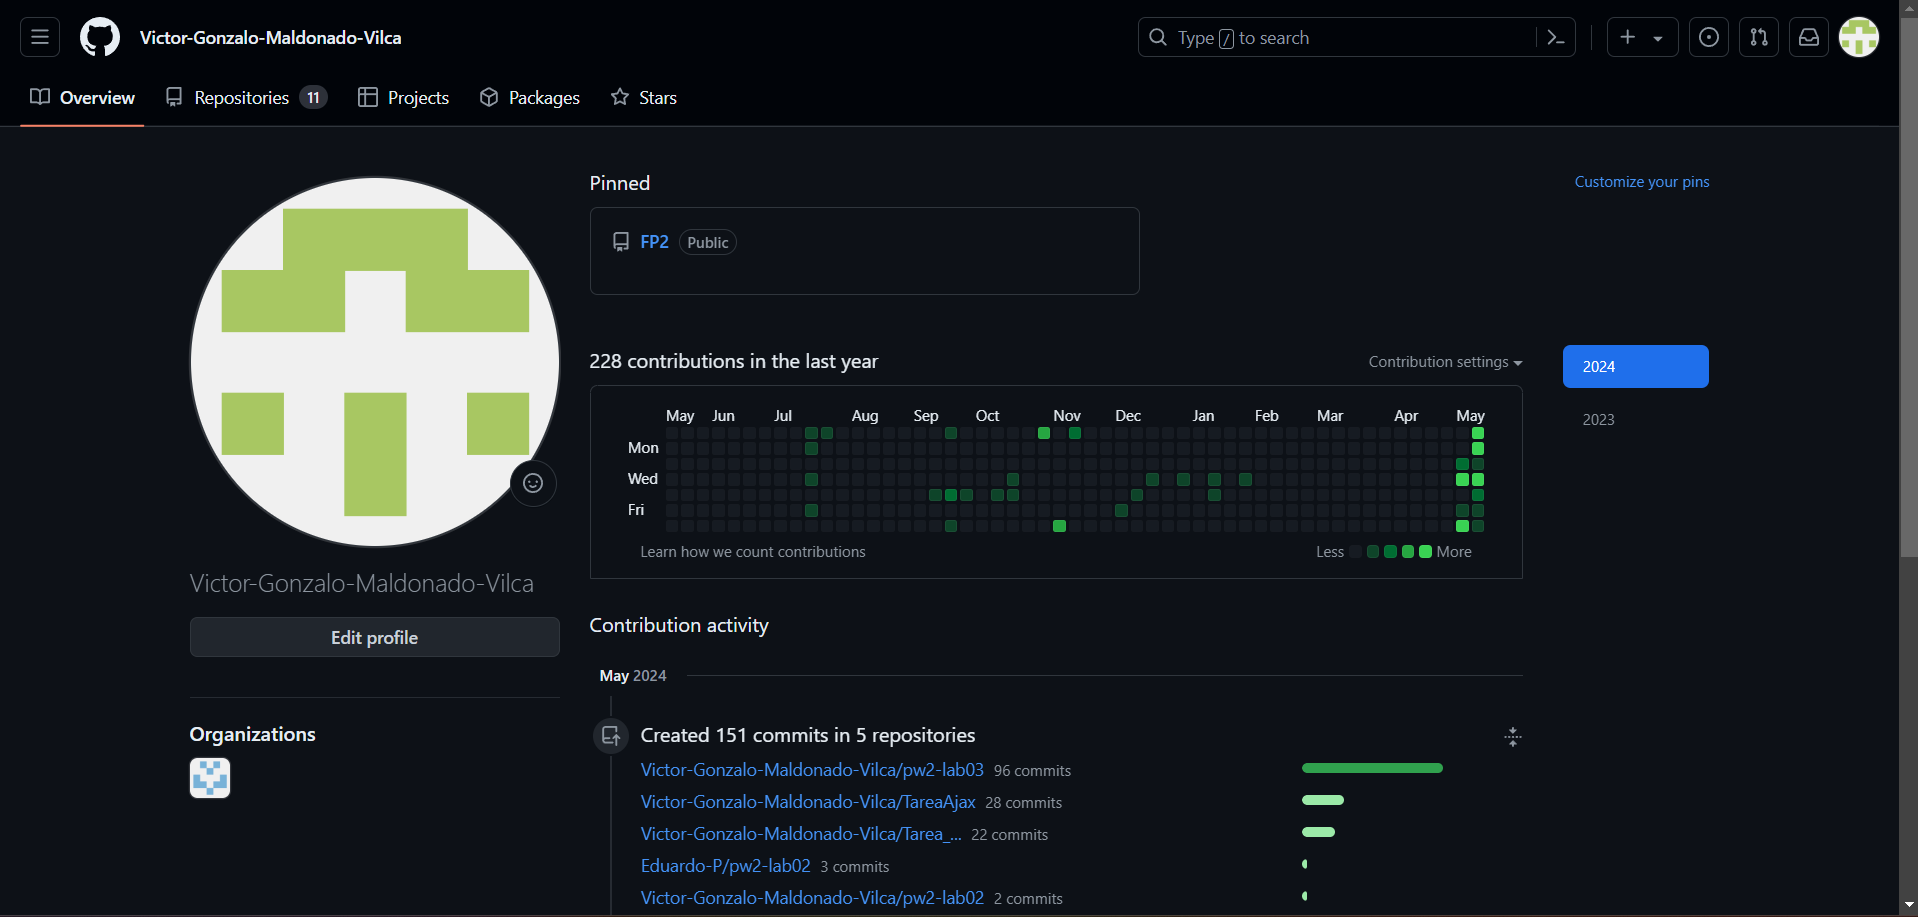 Victor-Gonzalo-Maldonado-Vilca
Type / to search
Overview
Repositories 11
Projects
Packages
Stars
Pinned
Customize your pins
FP2 Public
228 contributions in the last year
Contribution settings
2024
2023
May Jun Jul Aug Sep Oct Nov Dec Jan Feb Mar Apr May
Mon
Wed
Fri
Learn how we count contributions
Less More
Victor-Gonzalo-Maldonado-Vilca
Edit profile
Organizations
Contribution activity
May 2024
Created 151 commits in 5 repositories
Victor-Gonzalo-Maldonado-Vilca/pw2-lab03 96 commits
Victor-Gonzalo-Maldonado-Vilca/TareaAjax 28 commits
Victor-Gonzalo-Maldonado-Vilca/Tarea_... 22 commits
Eduardo-P/pw2-lab02 3 commits
Victor-Gonzalo-Maldonado-Vilca/pw2-lab02 2 commits